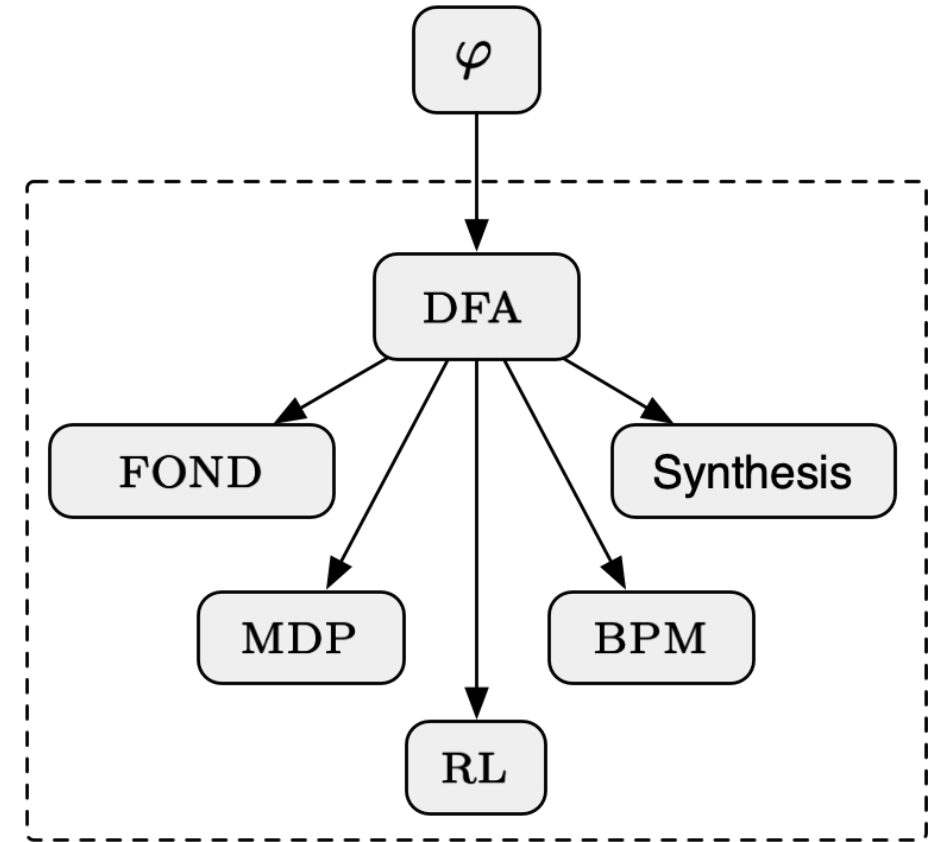 φ
DFA
FOND
Synthesis
MDP
BPM
RL